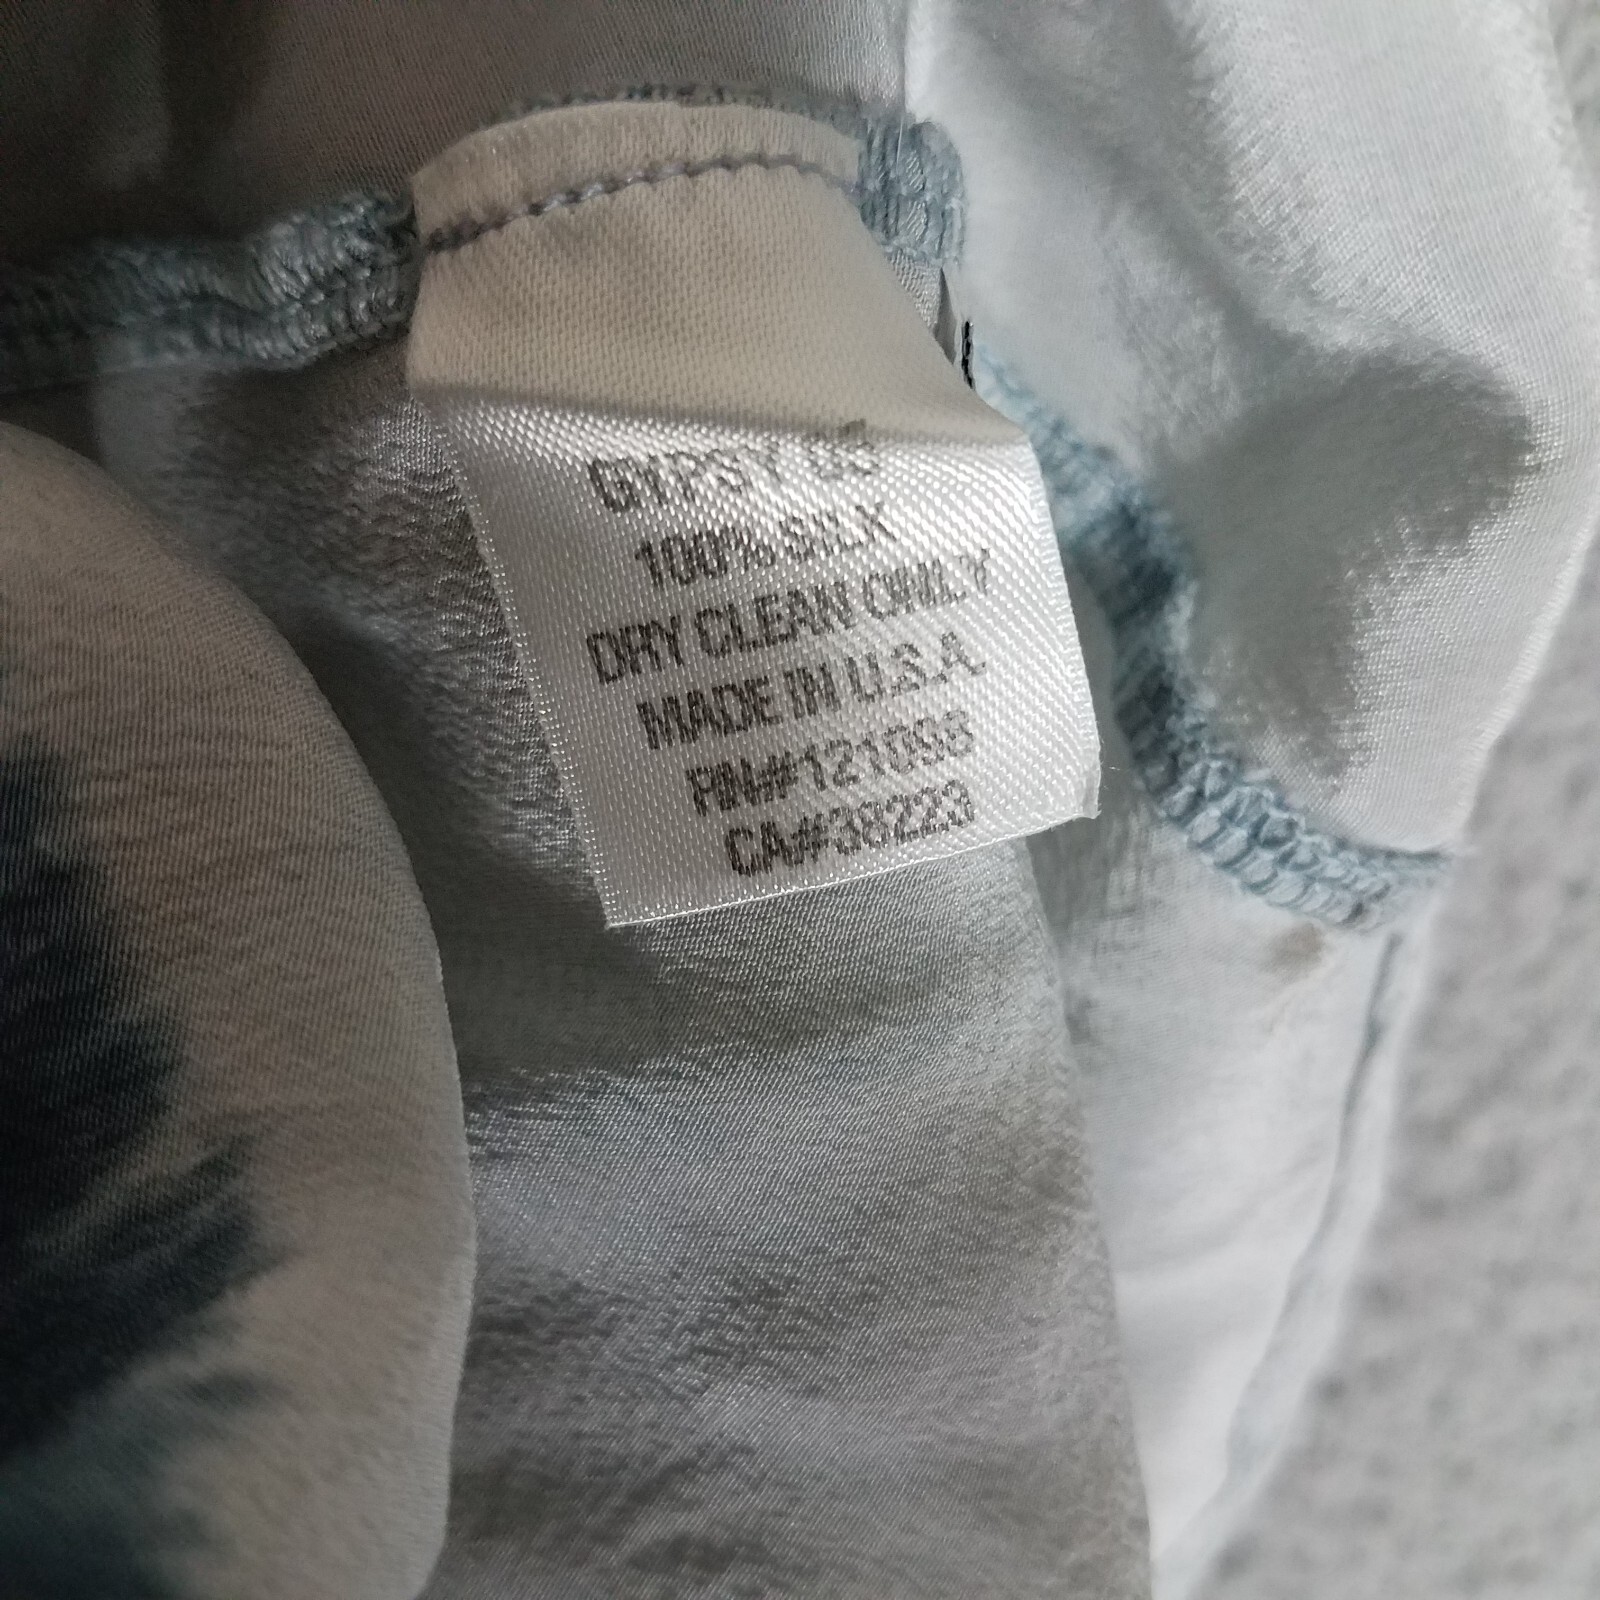 GYPSY 05
100% SILK
DRY CLEAN ONLY
MADE IN U.S.A.
RN#121098
CA#38223